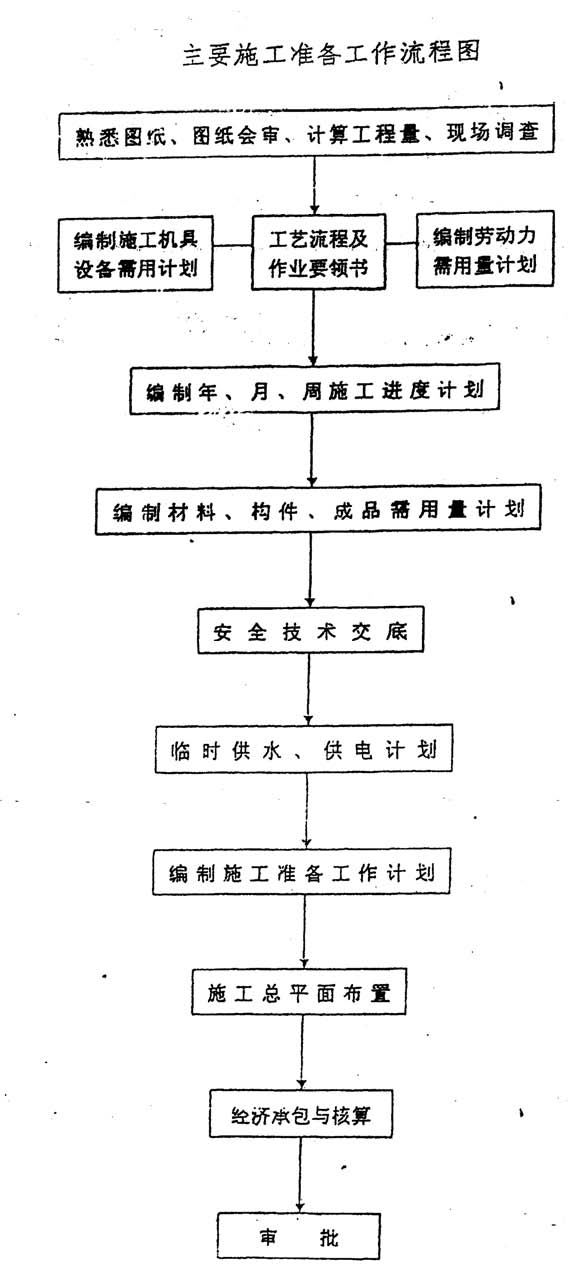 主要施工准备工作流程图
熟悉图纸、图纸会审、计算工程量、现场调查
编制施工机具
设备需用计划
工艺流程及
作业要领书
编制劳动力
需用量计划
编制年、月、周施工进度计划
编制材料、构件、成品需用量计划
安全技术交底
临时供水、供电计划
编制施工准备工作计划
施工总平面布置
经济承包与核算
审批